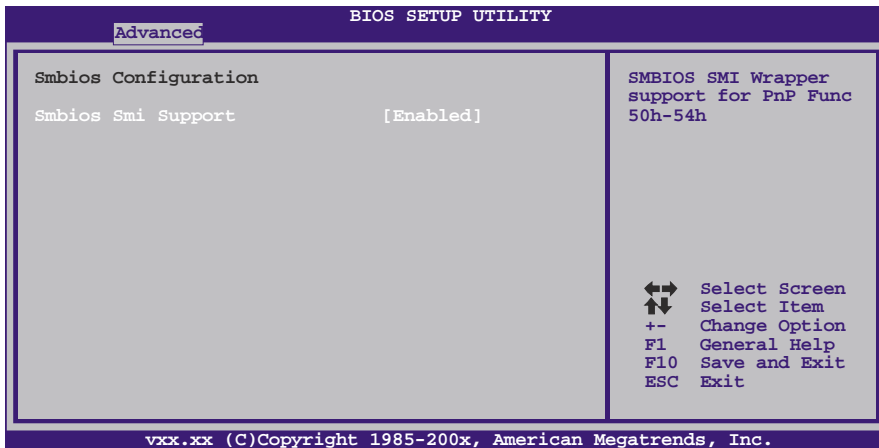 BIOS SETUP UTILITY
Advanced
Smbios Configuration
Smbios Smi Support [Enabled]
SMBIOS SMI Wrapper
support for PnP Func
50h-54h
Select Screen
Select Item
+- Change Option
F1 General Help
F10 Save and Exit
ESC Exit
vxx.xx (C)Copyright 1985-200x, American Megatrends, Inc.